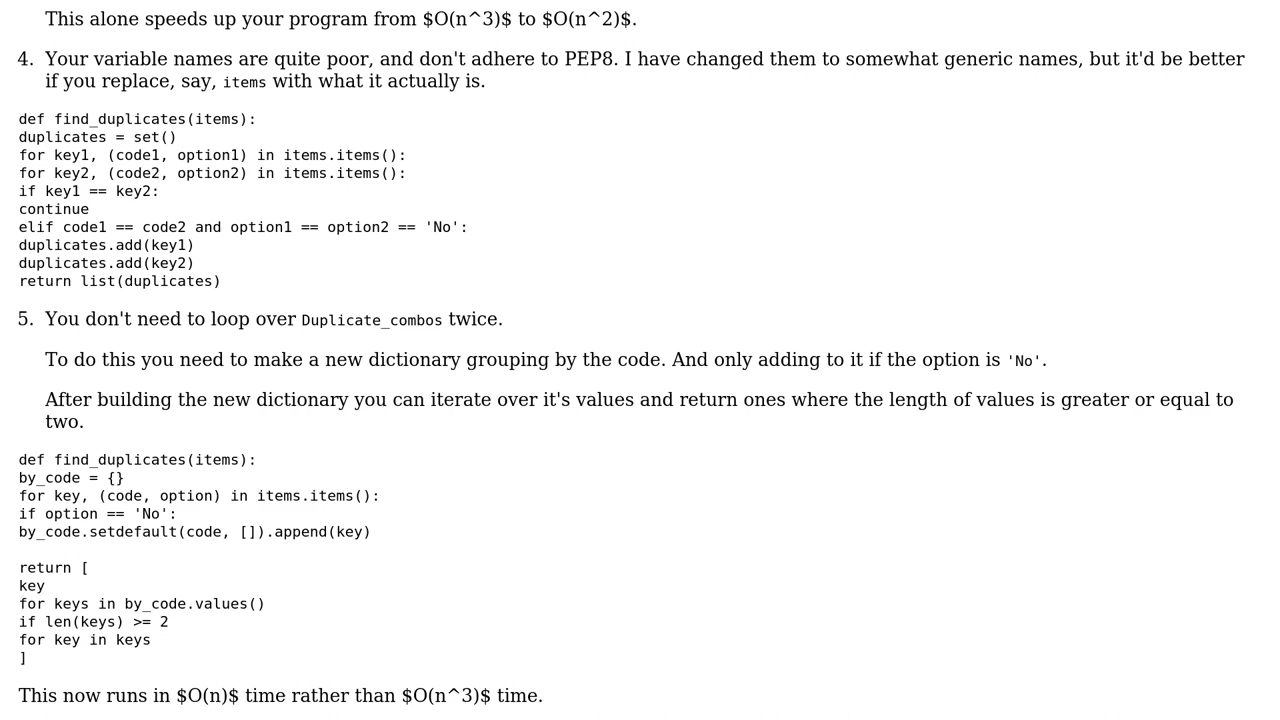 This alone speeds up your program from $O(n^3)$ to $O(n^2)$.
4. Your variable names are quite poor, and don't adhere to PEP8. I have changed them to somewhat generic names, but it'd be better
if you replace, say, items with what it actually is.
def find_duplicates(items):
duplicates = set()
for key1, (code1, option1) in items.items():
for key2, (code2, option2) in items.items():
if key1 == key2:
continue
elif code1 == code2 and option1 == option2 == 'No':
duplicates.add(key1)
duplicates.add(key2)
return list(duplicates)
5. You don't need to loop over Duplicate_combos twice.
To do this you need to make a new dictionary grouping by the code. And only adding to it if the option is 'No'.
After building the new dictionary you can iterate over it's values and return ones where the length of values is greater or equal to
two.
def find_duplicates(items):
by_code = {}
for key, (code, option) in items.items():
if option == 'No':
by_code.setdefault(code, []).append(key)
return [
key
for keys in by_code.values()
if len(keys) >= 2
for key in keys
]
This now runs in $O(n)$ time rather than $O(n^3)$ time.